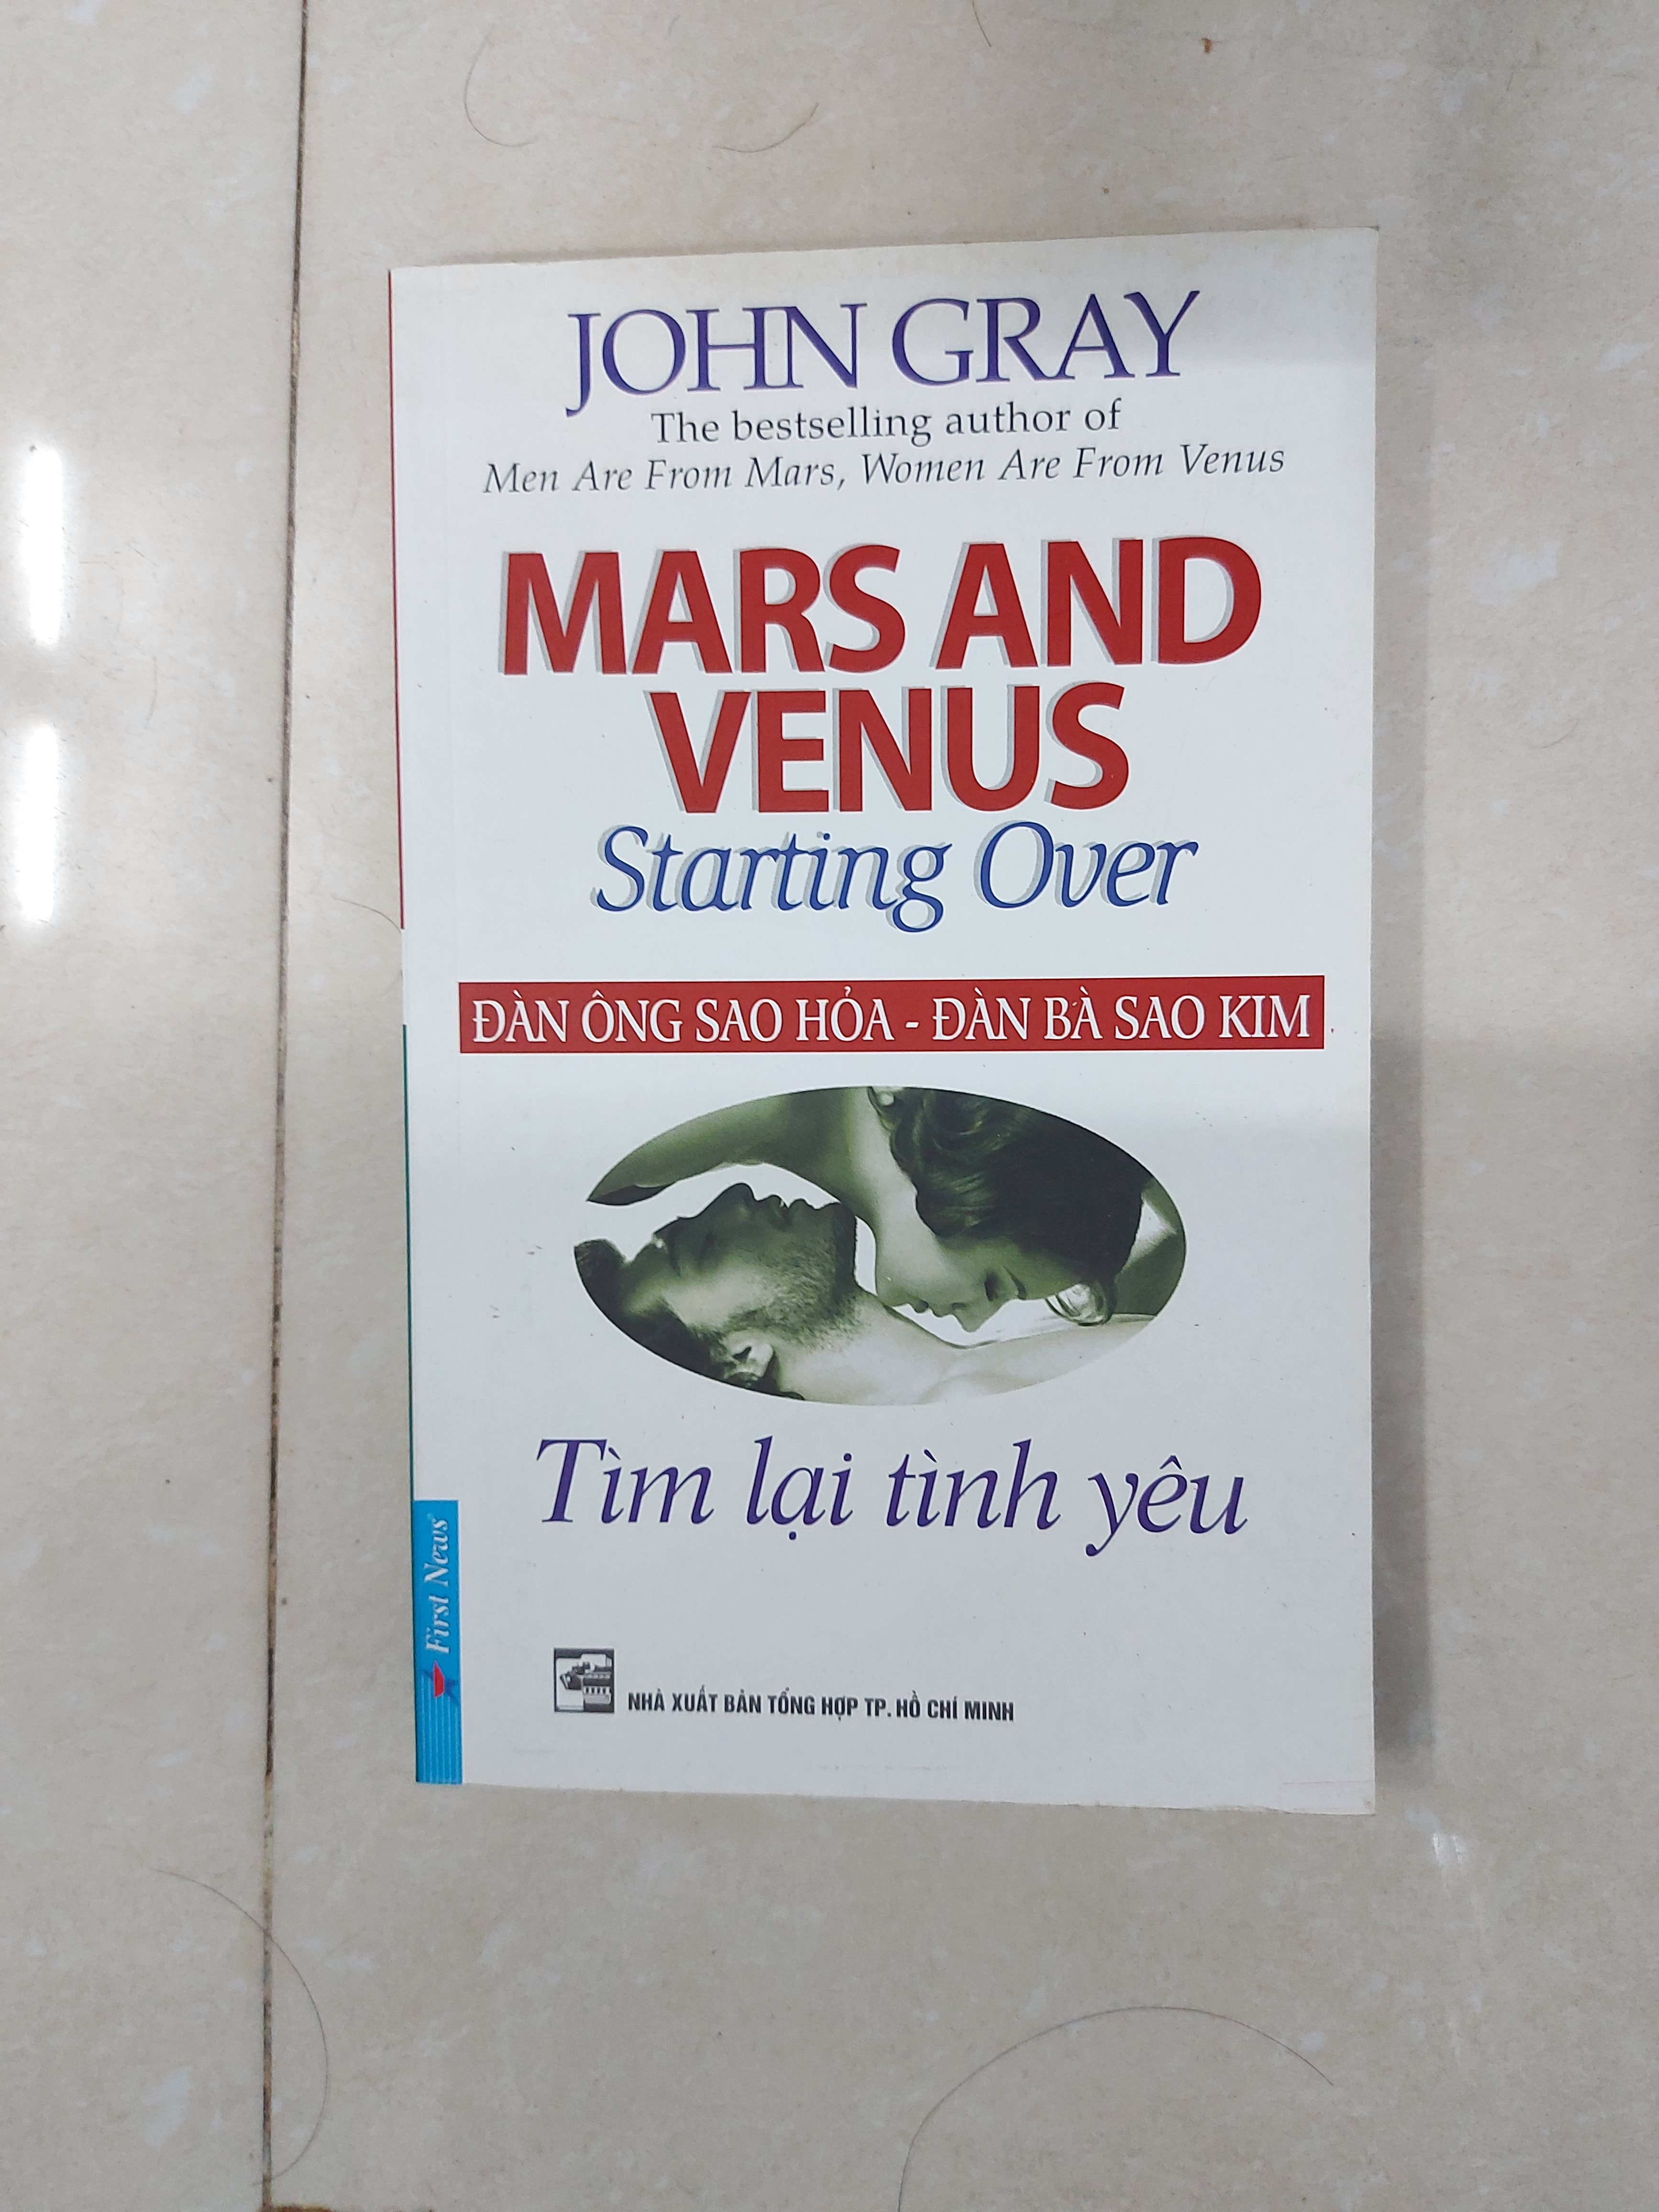 JOHN GRAY
The bestselling author of
Men Are From Mars, Women Are From Venus
MARS AND
VENUS
Starting Over
ĐÀN ÔNG SAO HỎA - ĐÀN BÀ SAO KIM
Tìm lại tình yêu
First News
NHÀ XUẤT BẢN TỔNG HỢP TP. HỒ CHÍ MINH